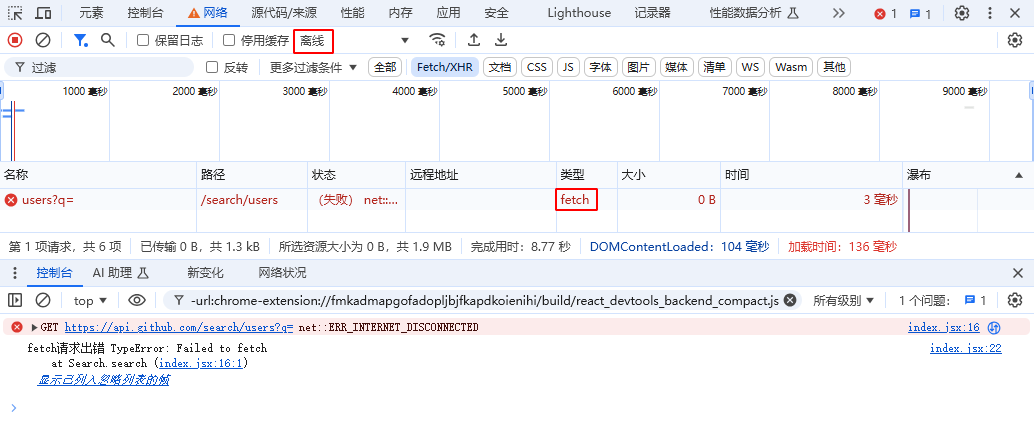 元素 控制台 网络 源代码/来源 性能 内存 应用 安全 Lighthouse 记录器 性能数据分析 1 1
保留日志 停用缓存 离线
过滤 反转 更多过滤条件 全部 Fetch/XHR 文档 CSS JS 字体 图片 媒体 清单 WS Wasm 其他
1000 毫秒 2000 毫秒 3000 毫秒 4000 毫秒 5000 毫秒 6000 毫秒 7000 毫秒 8000 毫秒 9000 毫秒
名称 路径 状态 远程地址 类型 大小 时间 瀑布
users?q= /search/users （失败） net::... fetch 0 B 3 毫秒
第 1 项请求，共 6 项 已传输 0 B，共 1.3 kB 所选资源大小为 0 B，共 1.9 MB 完成用时：8.77 秒 DOMContentLoaded：104 毫秒 加载时间：136 毫秒
控制台 AI 助理 新变化 网络状况
top -url:chrome-extension://fmkadmapgofadopljbjfkapdkoienihi/build/react_devtools_backend_compact.js 所有级别 1 个问题： 1
GET https://api.github.com/search/users?q= net::ERR_INTERNET_DISCONNECTED index.jsx:16
fetch请求出错 TypeError: Failed to fetch index.jsx:22
at Search.search (index.jsx:16:1)
显示已列入忽略列表的帧